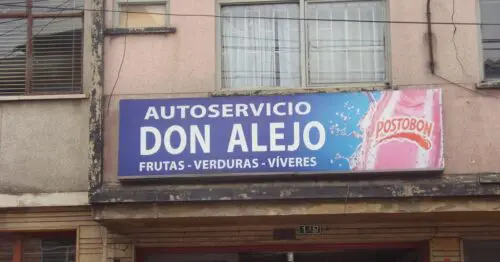 AUTOSERVICIO
DON ALEJO
FRUTAS - VERDURAS - VÍVERES
POSTOBON